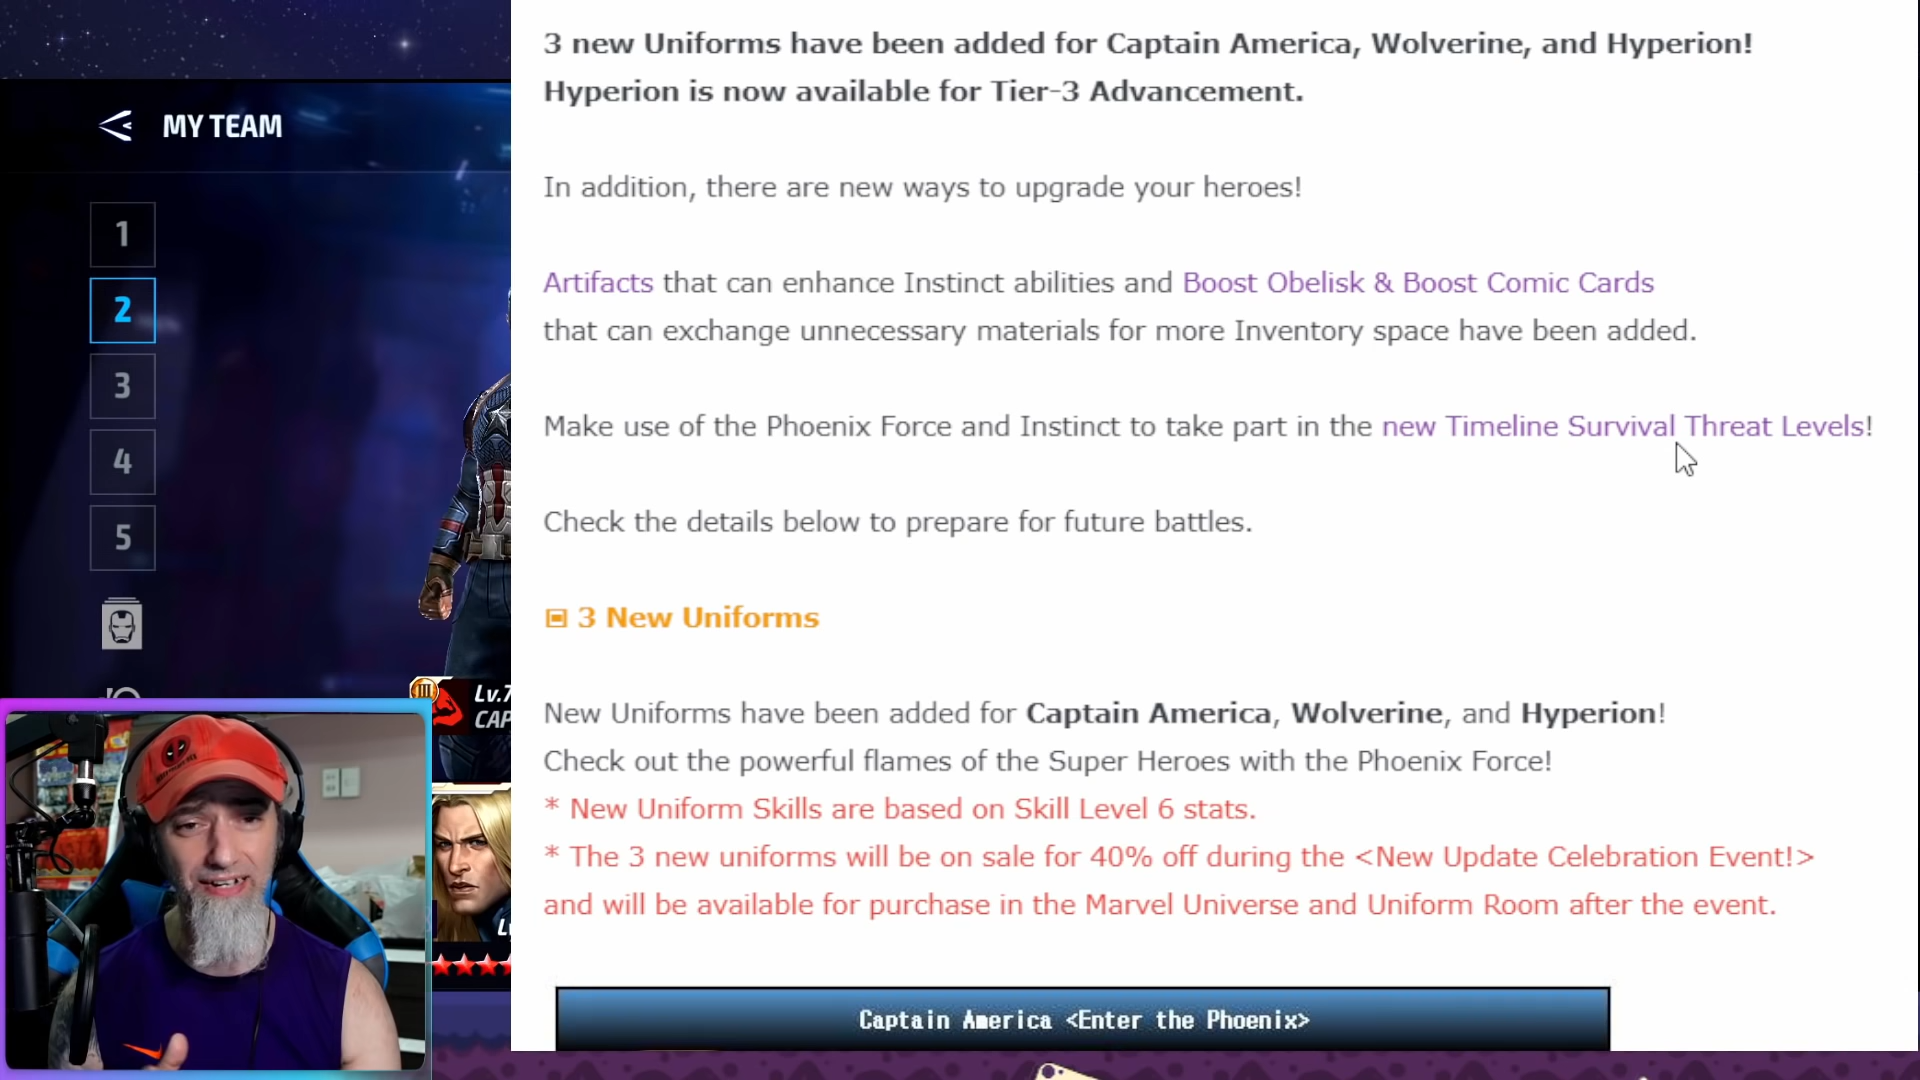 3 new Uniforms have been added for Captain America, Wolverine, and Hyperion!
Hyperion is now available for Tier-3 Advancement.
MY TEAM
In addition, there are new ways to upgrade your heroes!
1
Artifacts that can enhance Instinct abilities and Boost Obelisk & Boost Comic Cards
2
that can exchange unnecessary materials for more Inventory space have been added.
3
Make use of the Phoenix Force and Instinct to take part in the new Timeline Survival Threat Levels!
4
Check the details below to prepare for future battles.
5
3 New Uniforms
III
Lv.7
CAP
New Uniforms have been added for Captain America, Wolverine, and Hyperion!
Check out the powerful flames of the Super Heroes with the Phoenix Force!
* New Uniform Skills are based on Skill Level 6 stats.
* The 3 new uniforms will be on sale for 40% off during the <New Update Celebration Event!>
and will be available for purchase in the Marvel Universe and Uniform Room after the event.
Captain America <Enter the Phoenix>